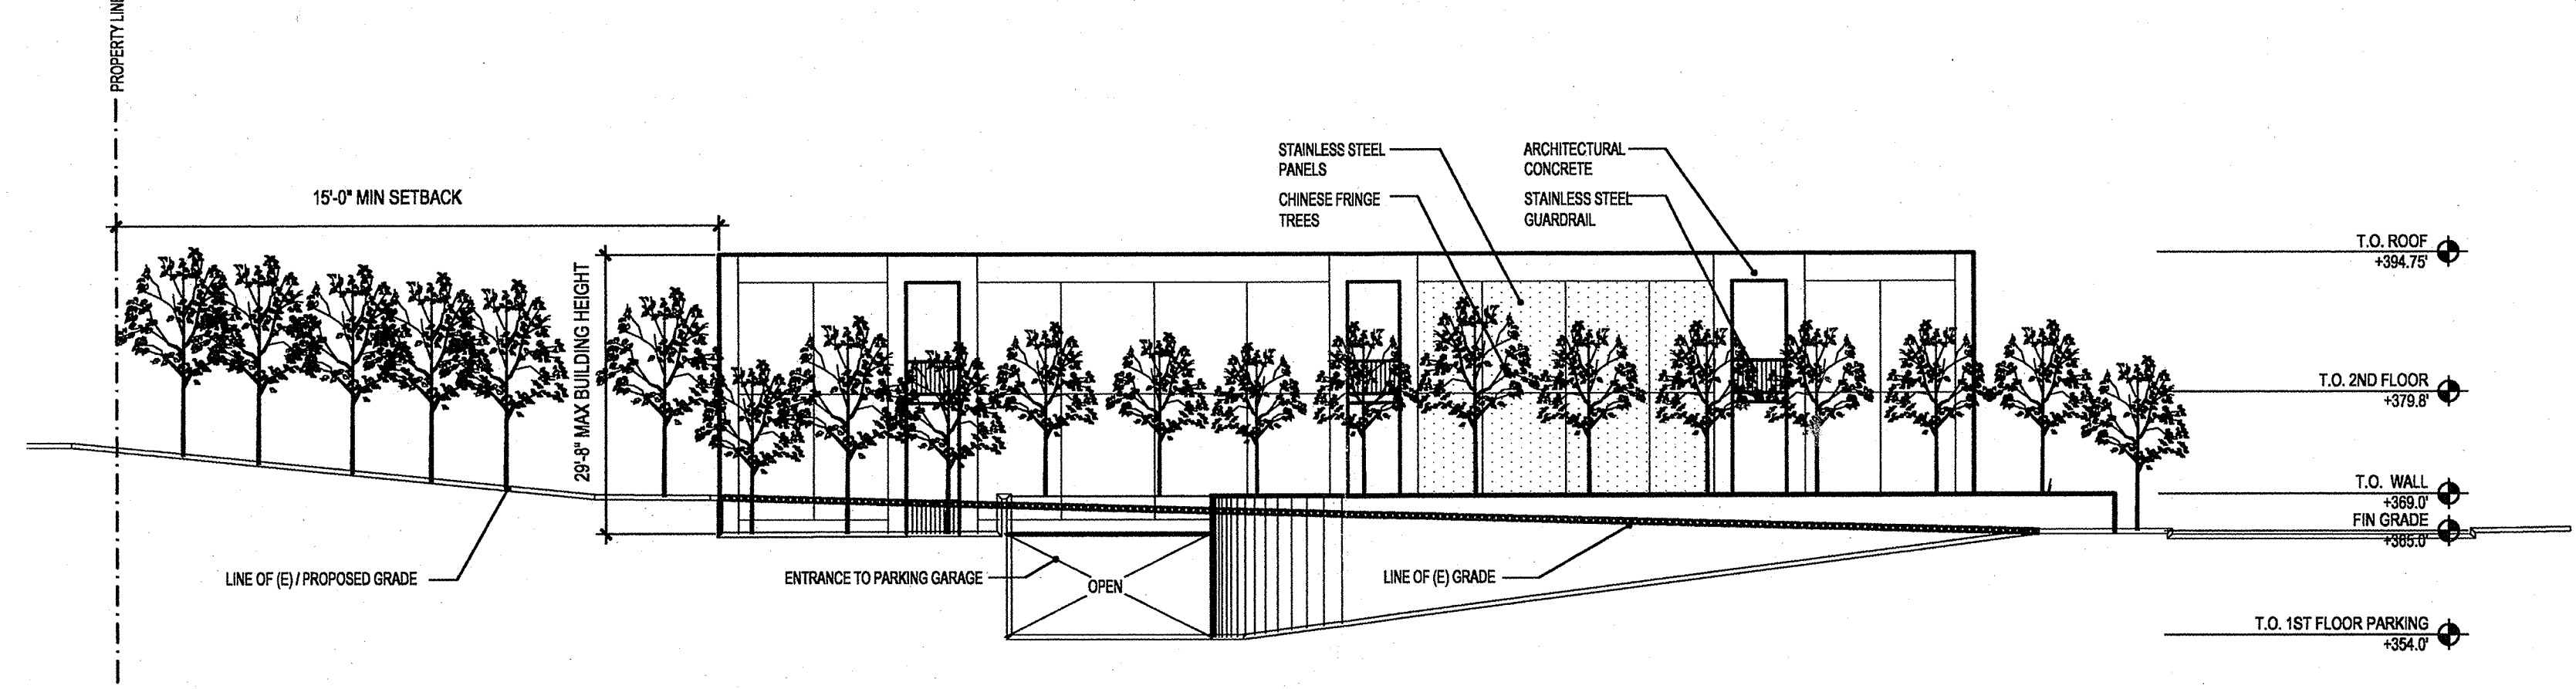 PROPERTY LINE
15'-0" MIN SETBACK
29'-8" MAX BUILDING HEIGHT
STAINLESS STEEL
PANELS
CHINESE FRINGE
TREES
ARCHITECTURAL
CONCRETE
STAINLESS STEEL
GUARDRAIL
T.O. ROOF
+394.75'
T.O. 2ND FLOOR
+379.8'
T.O. WALL
+369.0'
FIN GRADE
+365.0'
T.O. 1ST FLOOR PARKING
+354.0'
LINE OF (E) / PROPOSED GRADE
ENTRANCE TO PARKING GARAGE
OPEN
LINE OF (E) GRADE